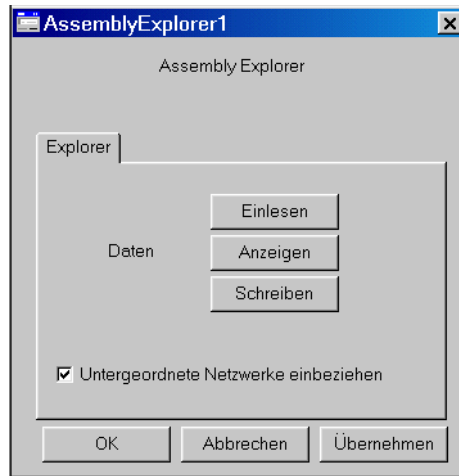 AssemblyExplorer1
Assembly Explorer
Explorer
Einlesen
Daten Anzeigen
Schreiben
Untergeordnete Netzwerke einbeziehen
OK Abbrechen Übernehmen